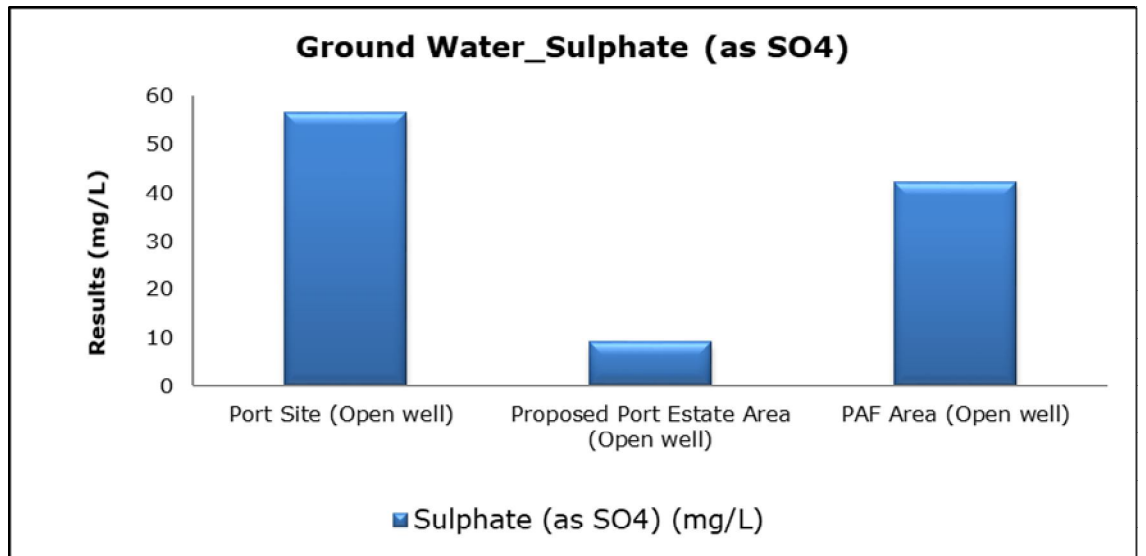 Ground Water_Sulphate (as SO4)
Results (mg/L)
60
50
40
30
20
10
0
Port Site (Open well)
Proposed Port Estate Area
(Open well)
PAF Area (Open well)
Sulphate (as SO4) (mg/L)